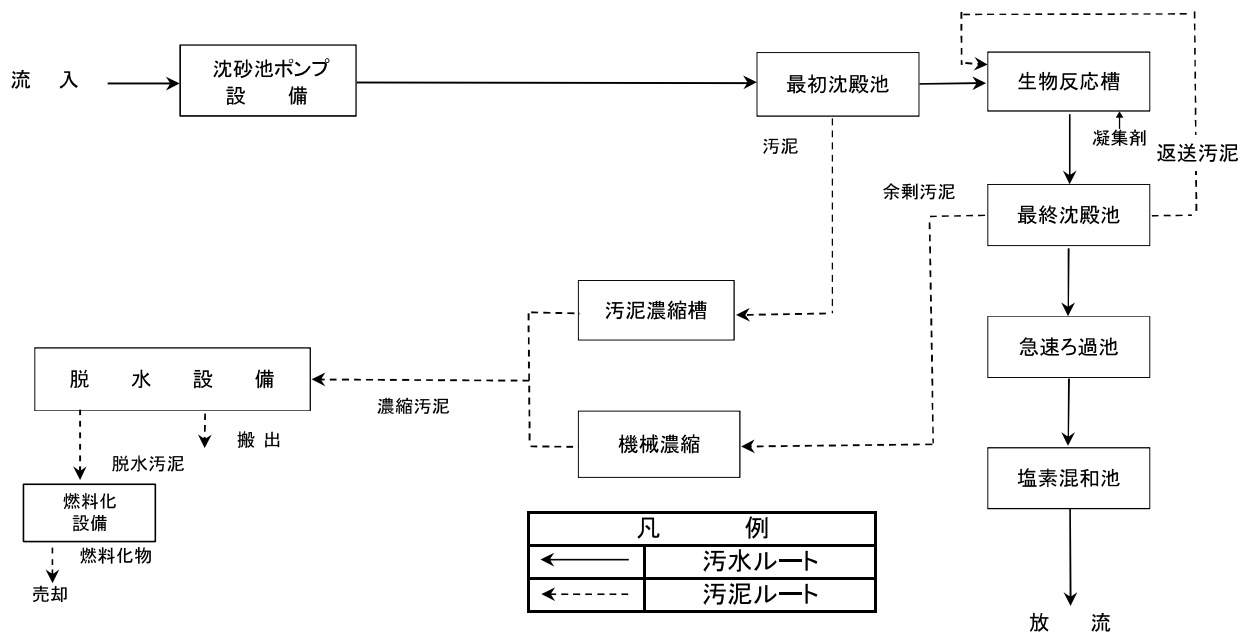 流 入
沈砂池ポンプ
設 備
最初沈殿池
生物反応槽
凝集剤
返送汚泥
汚泥
余剰汚泥
最終沈殿池
汚泥濃縮槽
急速ろ過池
脱 水 設 備
濃縮汚泥
搬 出
機械濃縮
脱水汚泥
塩素混和池
燃料化
設備
燃料化物
売却
凡 例
汚水ルート
汚泥ルート
放 流